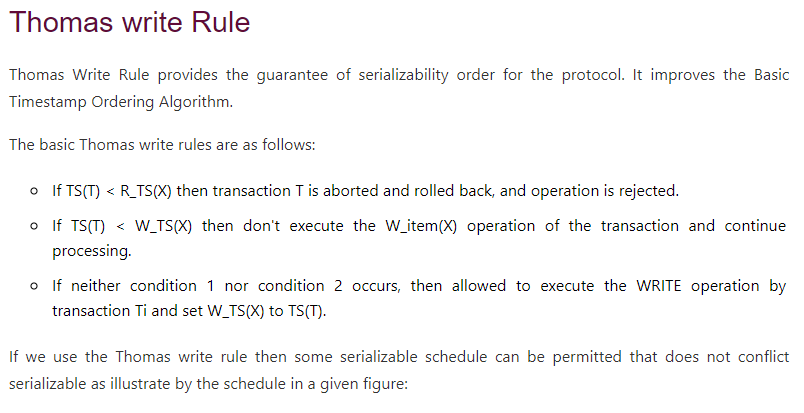 Thomas write Rule
Thomas Write Rule provides the guarantee of serializability order for the protocol. It improves the Basic
Timestamp Ordering Algorithm.
The basic Thomas write rules are as follows:
If TS(T) < R_TS(X) then transaction T is aborted and rolled back, and operation is rejected.
If TS(T) < W_TS(X) then don't execute the W_item(X) operation of the transaction and continue
processing.
If neither condition 1 nor condition 2 occurs, then allowed to execute the WRITE operation by
transaction Ti and set W_TS(X) to TS(T).
If we use the Thomas write rule then some serializable schedule can be permitted that does not conflict
serializable as illustrate by the schedule in a given figure: